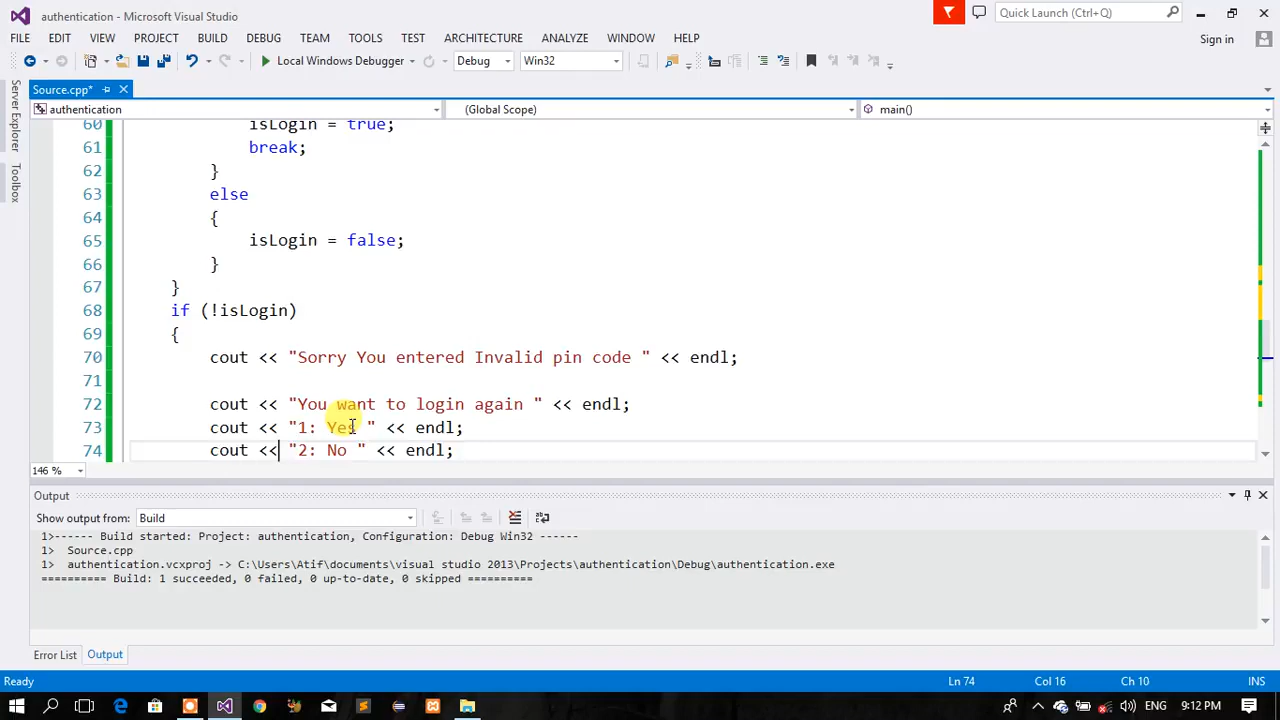 authentication - Microsoft Visual Studio
Quick Launch (Ctrl+Q)
FILE EDIT VIEW PROJECT BUILD DEBUG TEAM TOOLS TEST ARCHITECTURE ANALYZE WINDOW HELP
Sign in
Local Windows Debugger Debug Win32
Source.cpp*
authentication (Global Scope) main()
Server Explorer
Toolbox
60 isLogin = true;
61 break;
62 }
63 else
64 {
65 isLogin = false;
66 }
67 }
68 if (!isLogin)
69 {
70 cout << "Sorry You entered Invalid pin code " << endl;
71
72 cout << "You want to login again " << endl;
73 cout << "1: Yes " << endl;
74 cout << "2: No " << endl;
146 %
Output
Show output from: Build
1>------ Build started: Project: authentication, Configuration: Debug Win32 ------
1> Source.cpp
1> authentication.vcxproj -> C:\Users\Atif\documents\visual studio 2013\Projects\authentication\Debug\authentication.exe
========== Build: 1 succeeded, 0 failed, 0 up-to-date, 0 skipped ==========
Error List Output
Ready Ln 74 Col 16 Ch 10 INS
9:12 PM